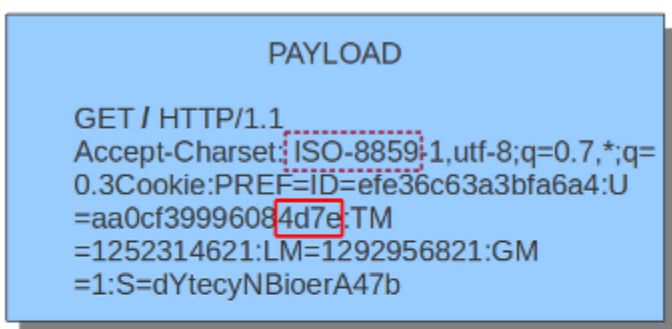 PAYLOAD
GET / HTTP/1.1
Accept-Charset: ISO-8859-1,utf-8;q=0.7,*;q=
0.3Cookie:PREF=ID=efe36c63a3bfa6a4:U
=aa0cf39996084d7e:TM
=1252314621:LM=1292956821:GM
=1:S=dYtecyNBioerA47b